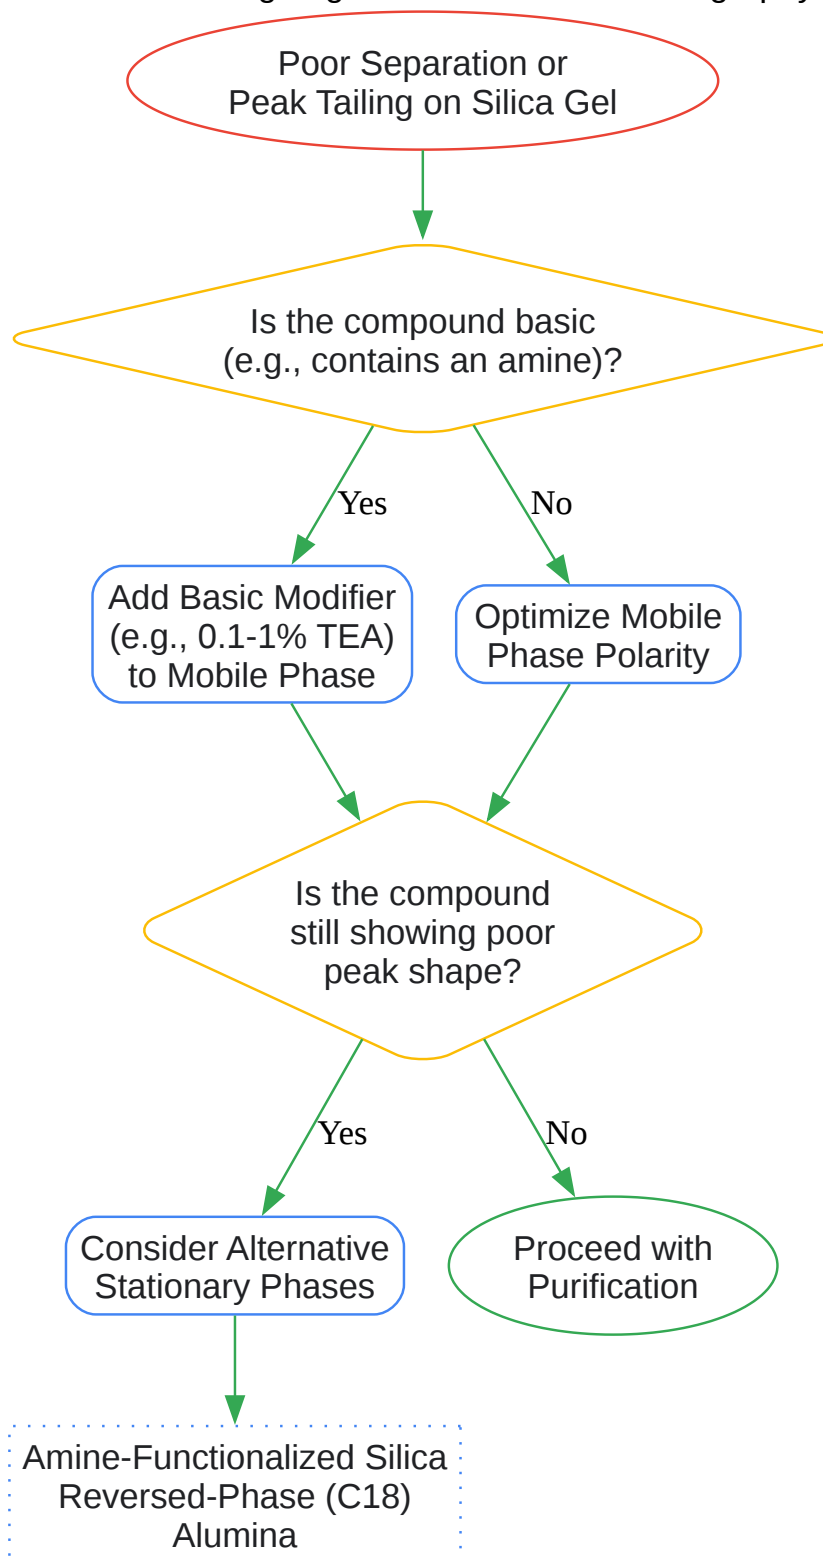 Poor Separation or
Peak Tailing on Silica Gel
Is the compound basic
(e.g., contains an amine)?
Yes
No
Add Basic Modifier
(e.g., 0.1-1% TEA)
to Mobile Phase
Optimize Mobile
Phase Polarity
Is the compound
still showing poor
peak shape?
Yes
No
Consider Alternative
Stationary Phases
Proceed with
Purification
Amine-Functionalized Silica
Reversed-Phase (C18)
Alumina